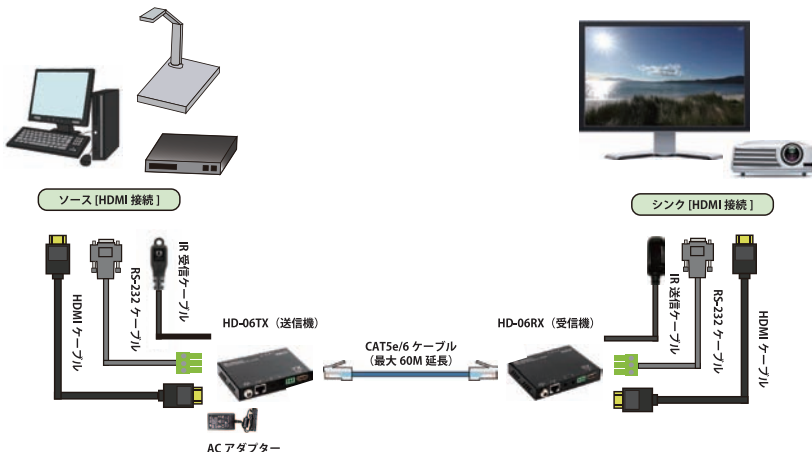 ソース [HDMI 接続 ]
シンク [HDMI 接続 ]
HDMI ケーブル
RS-232 ケーブル
IR 受信ケーブル
HD-06TX（送信機）
AC アダプター
CAT5e/6 ケーブル
（最大 60M 延長）
HD-06RX（受信機）
IR 送信ケーブル
RS-232 ケーブル
HDMI ケーブル